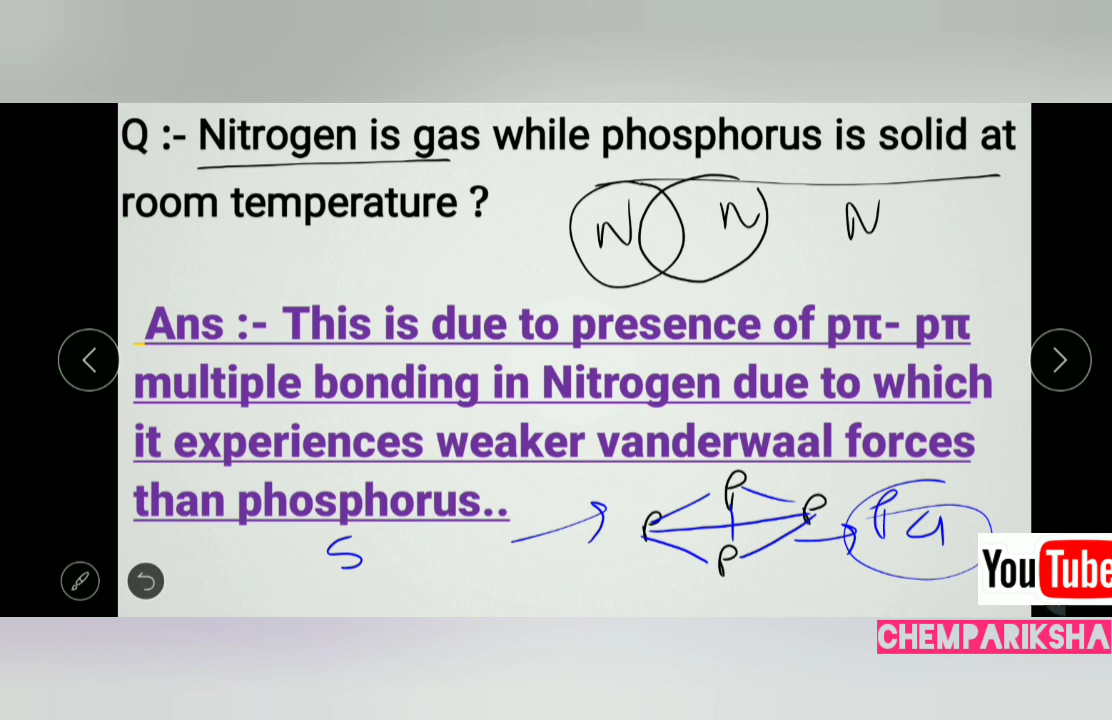 Q :- Nitrogen is gas while phosphorus is solid at
room temperature ?
N N N
Ans :- This is due to presence of pπ- pπ
multiple bonding in Nitrogen due to which
it experiences weaker vanderwaal forces
than phosphorus..
P
P P P4
P
S
YouTube
CHEMPARIKSHA